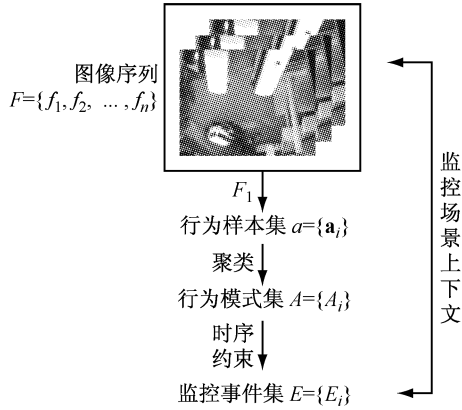 图像序列
F={f₁, f₂, …, fₙ}
F₁
行为样本集 a={aᵢ}
聚类
行为模式集 A={Aᵢ}
时序
约束
监控事件集 E={Eᵢ}
监控场景上下文